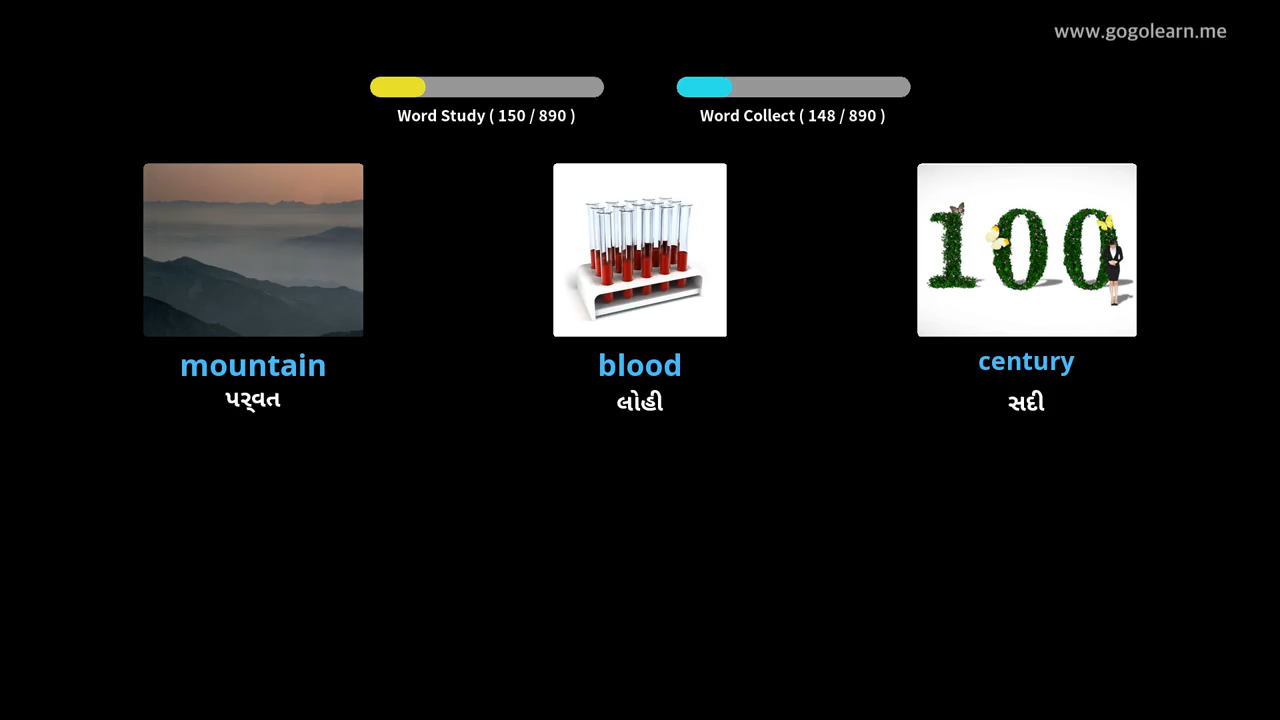 www.gogolearn.me
Word Study ( 150 / 890 )
Word Collect ( 148 / 890 )
mountain
પર્વત
blood
લોહી
century
સદી
100